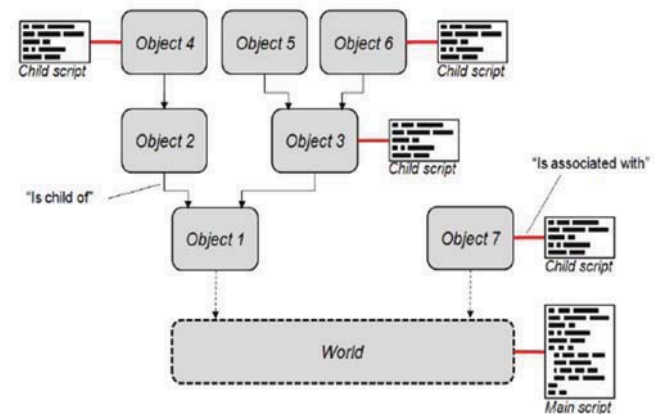 Object 4
Object 5
Object 6
Child script
Child script
Object 2
Object 3
Child script
"Is child of"
"Is associated with"
Object 1
Object 7
Child script
World
Main script